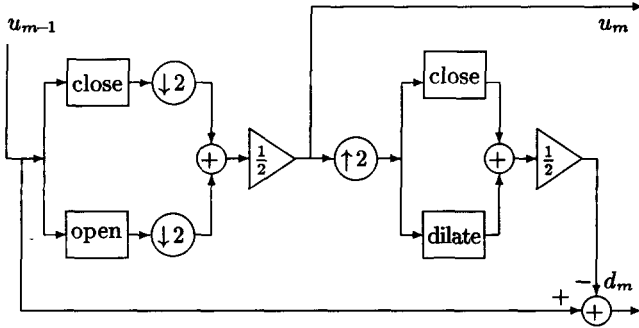 u_{m-1}
u_m
close
↓2
close
+
½
↑2
+
½
open
↓2
dilate
−
d_m
+
+